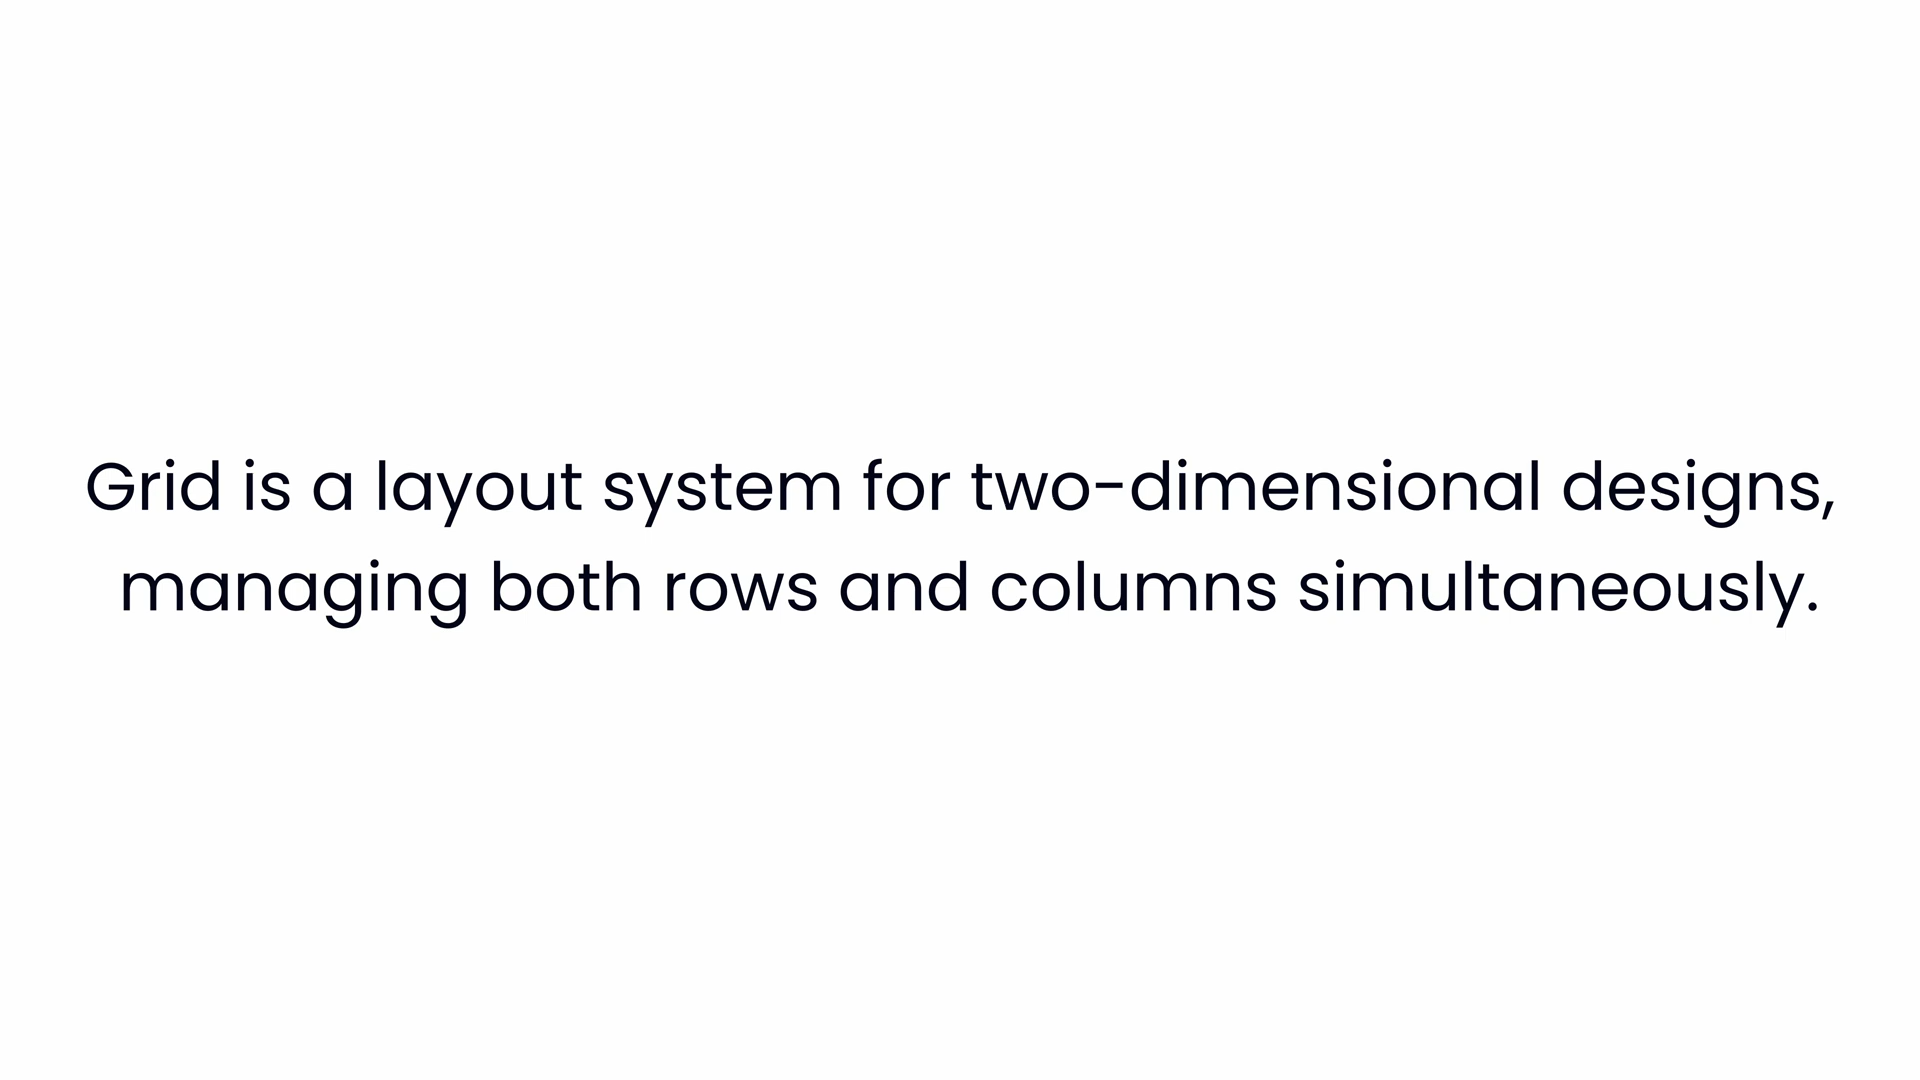 Grid is a layout system for two-dimensional designs,
managing both rows and columns simultaneously.